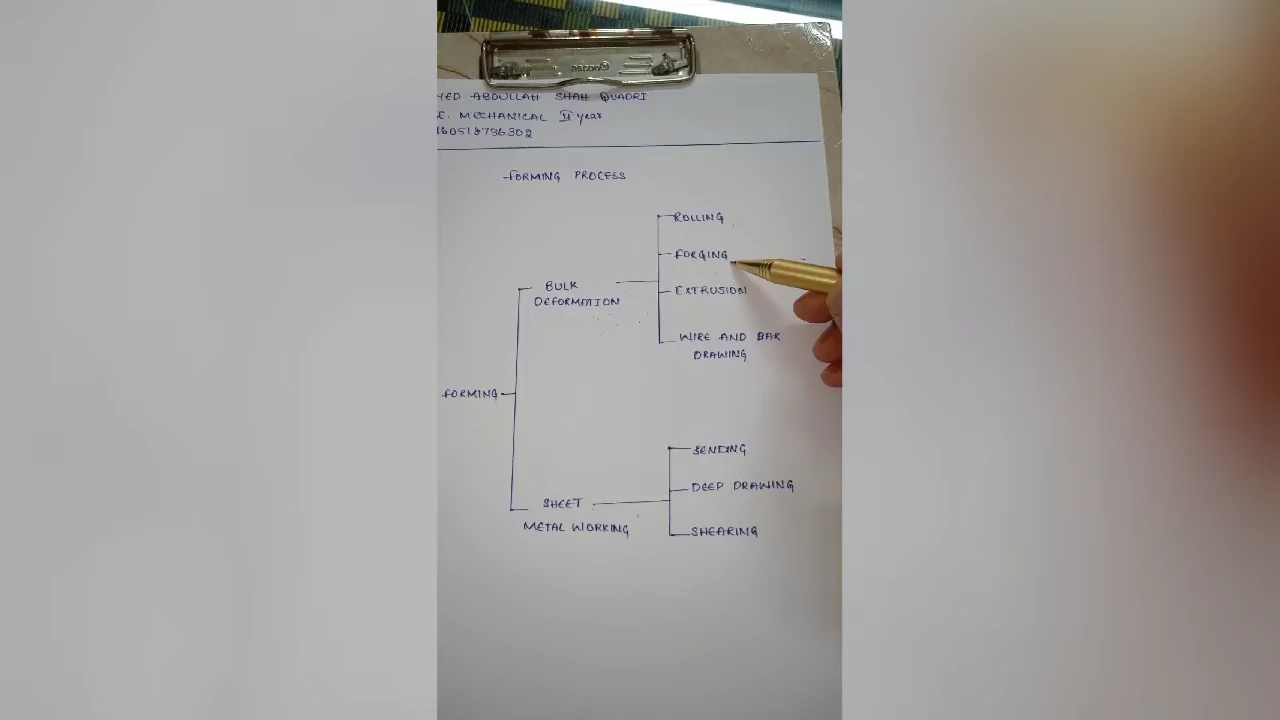 YED ABDULLAH SHAH QUADRI
E. MECHANICAL II year
160518736302
FORMING PROCESS
ROLLING
FORGING
BULK
DEFORMATION
EXTRUSION
WIRE AND BAR
DRAWING
FORMING
BENDING
DEEP DRAWING
SHEET
METAL WORKING
SHEARING